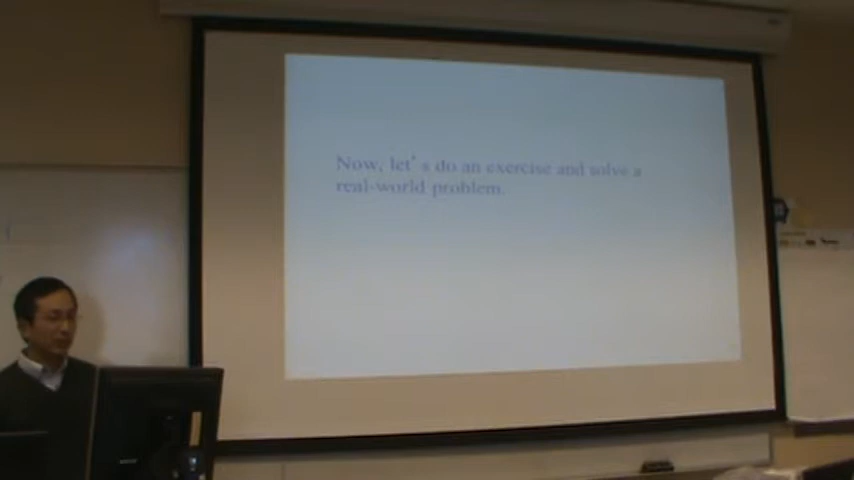 Now, let's do an exercise and solve a
real-world problem.